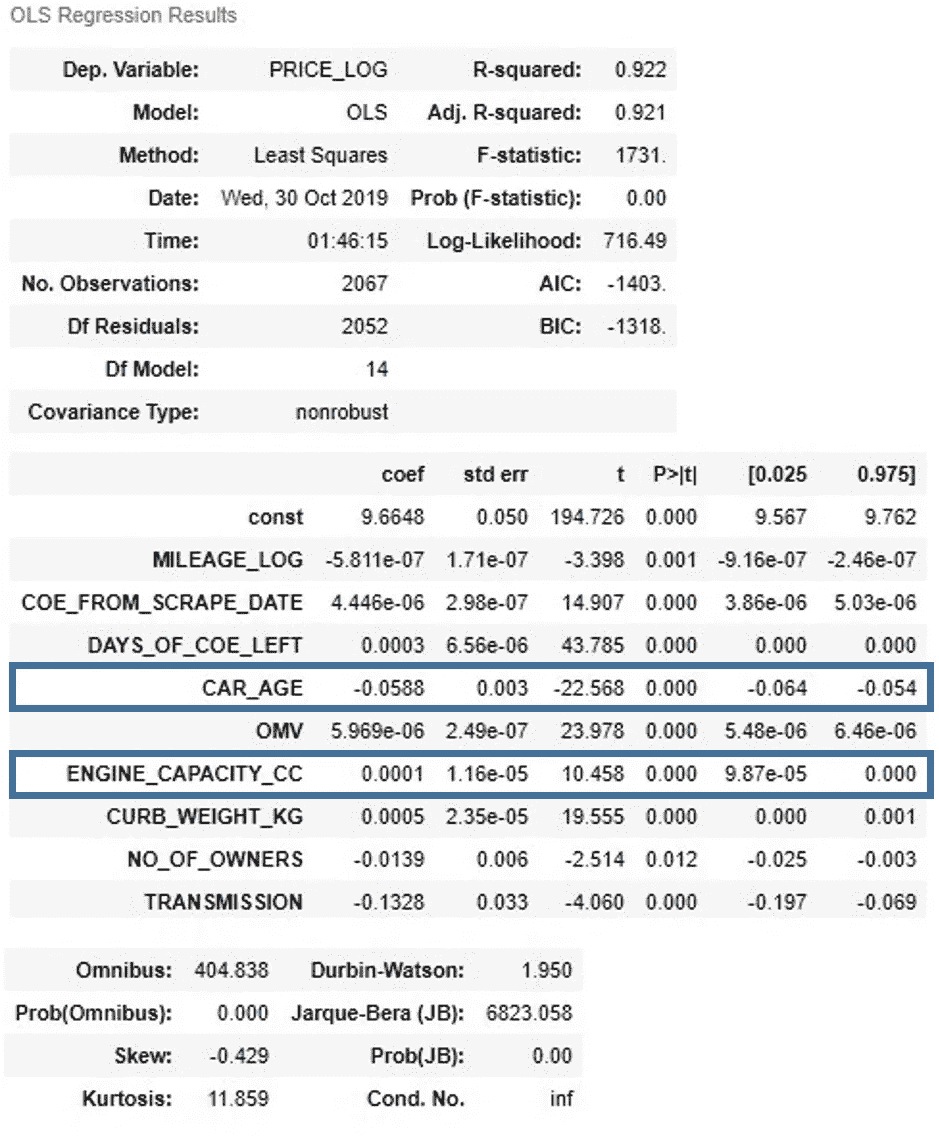 OLS Regression Results
Dep. Variable: PRICE_LOG R-squared: 0.922
Model: OLS Adj. R-squared: 0.921
Method: Least Squares F-statistic: 1731.
Date: Wed, 30 Oct 2019 Prob (F-statistic): 0.00
Time: 01:46:15 Log-Likelihood: 716.49
No. Observations: 2067 AIC: -1403.
Df Residuals: 2052 BIC: -1318.
Df Model: 14
Covariance Type: nonrobust
coef std err t P>|t| [0.025 0.975]
const 9.6648 0.050 194.726 0.000 9.567 9.762
MILEAGE_LOG -5.811e-07 1.71e-07 -3.398 0.001 -9.16e-07 -2.46e-07
COE_FROM_SCRAPE_DATE 4.446e-06 2.98e-07 14.907 0.000 3.86e-06 5.03e-06
DAYS_OF_COE_LEFT 0.0003 6.56e-06 43.785 0.000 0.000 0.000
CAR_AGE -0.0588 0.003 -22.568 0.000 -0.064 -0.054
OMV 5.969e-06 2.49e-07 23.978 0.000 5.48e-06 6.46e-06
ENGINE_CAPACITY_CC 0.0001 1.16e-05 10.458 0.000 9.87e-05 0.000
CURB_WEIGHT_KG 0.0005 2.35e-05 19.555 0.000 0.000 0.001
NO_OF_OWNERS -0.0139 0.006 -2.514 0.012 -0.025 -0.003
TRANSMISSION -0.1328 0.033 -4.060 0.000 -0.197 -0.069
Omnibus: 404.838 Durbin-Watson: 1.950
Prob(Omnibus): 0.000 Jarque-Bera (JB): 6823.058
Skew: -0.429 Prob(JB): 0.00
Kurtosis: 11.859 Cond. No. inf